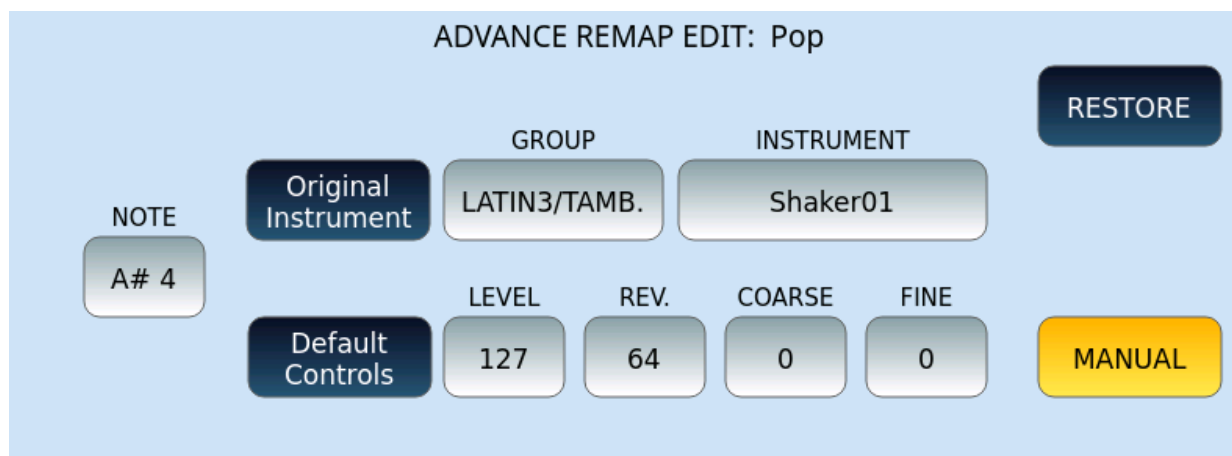 ADVANCE REMAP EDIT: Pop
RESTORE
GROUP
INSTRUMENT
Original
Instrument
LATIN3/TAMB.
Shaker01
NOTE
A# 4
LEVEL
REV.
COARSE
FINE
Default
Controls
127
64
0
0
MANUAL